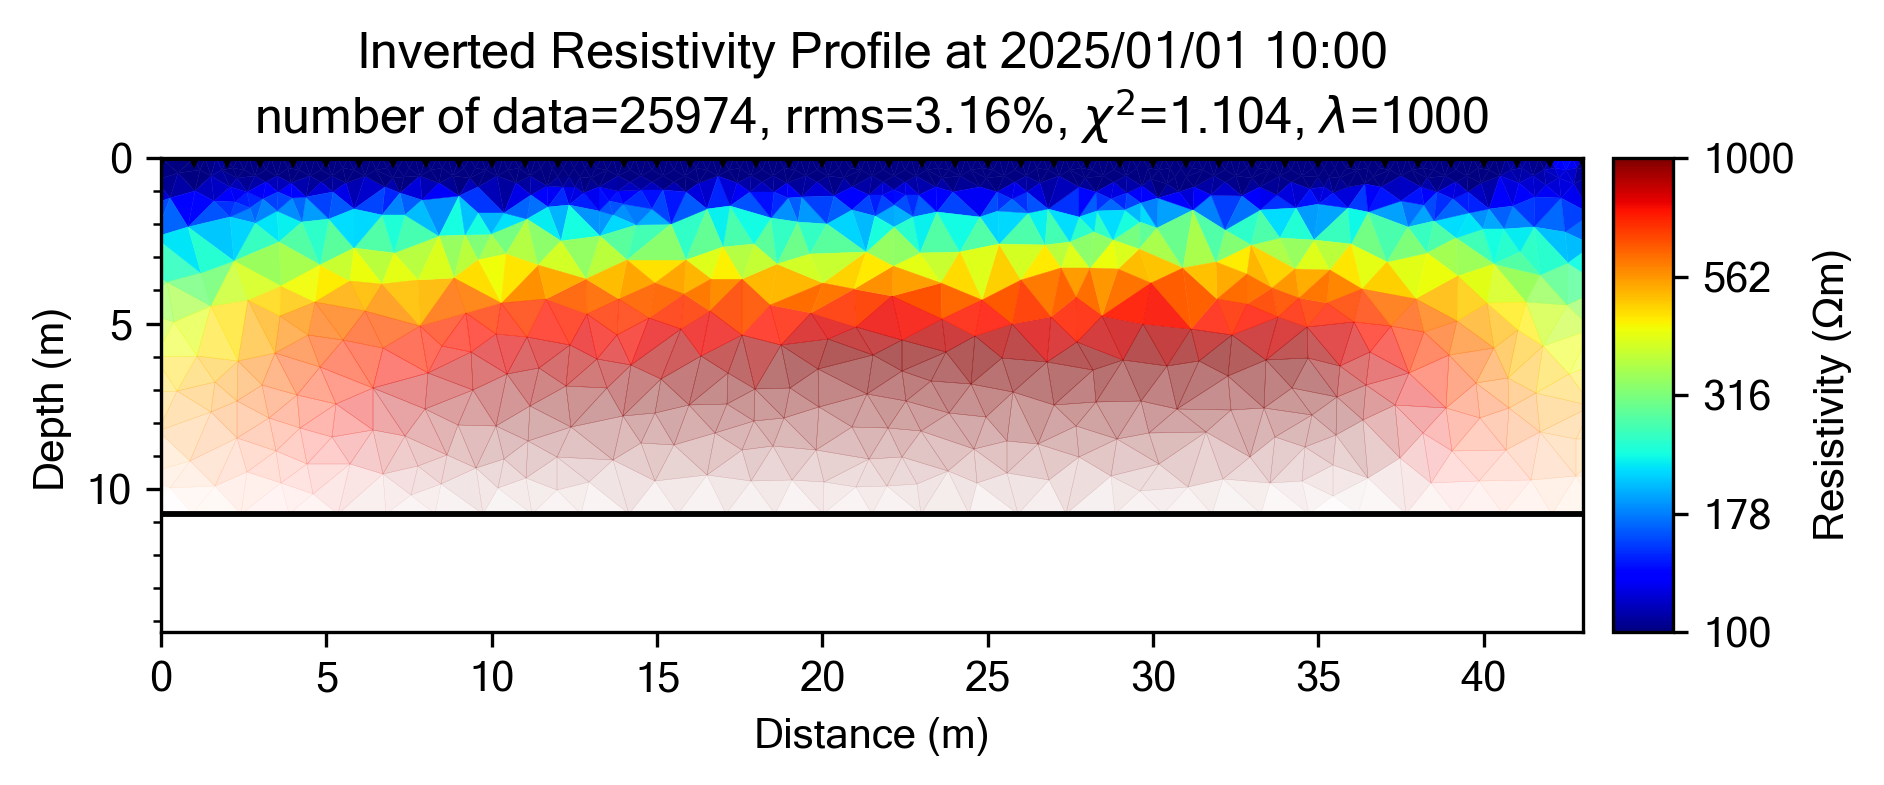 Inverted Resistivity Profile at 2025/01/01 10:00
number of data=25974, rrms=3.16%, χ²=1.104, λ=1000
0
5
10
Depth (m)
0 5 10 15 20 25 30 35 40
Distance (m)
1000
562
316
178
100
Resistivity (Ωm)